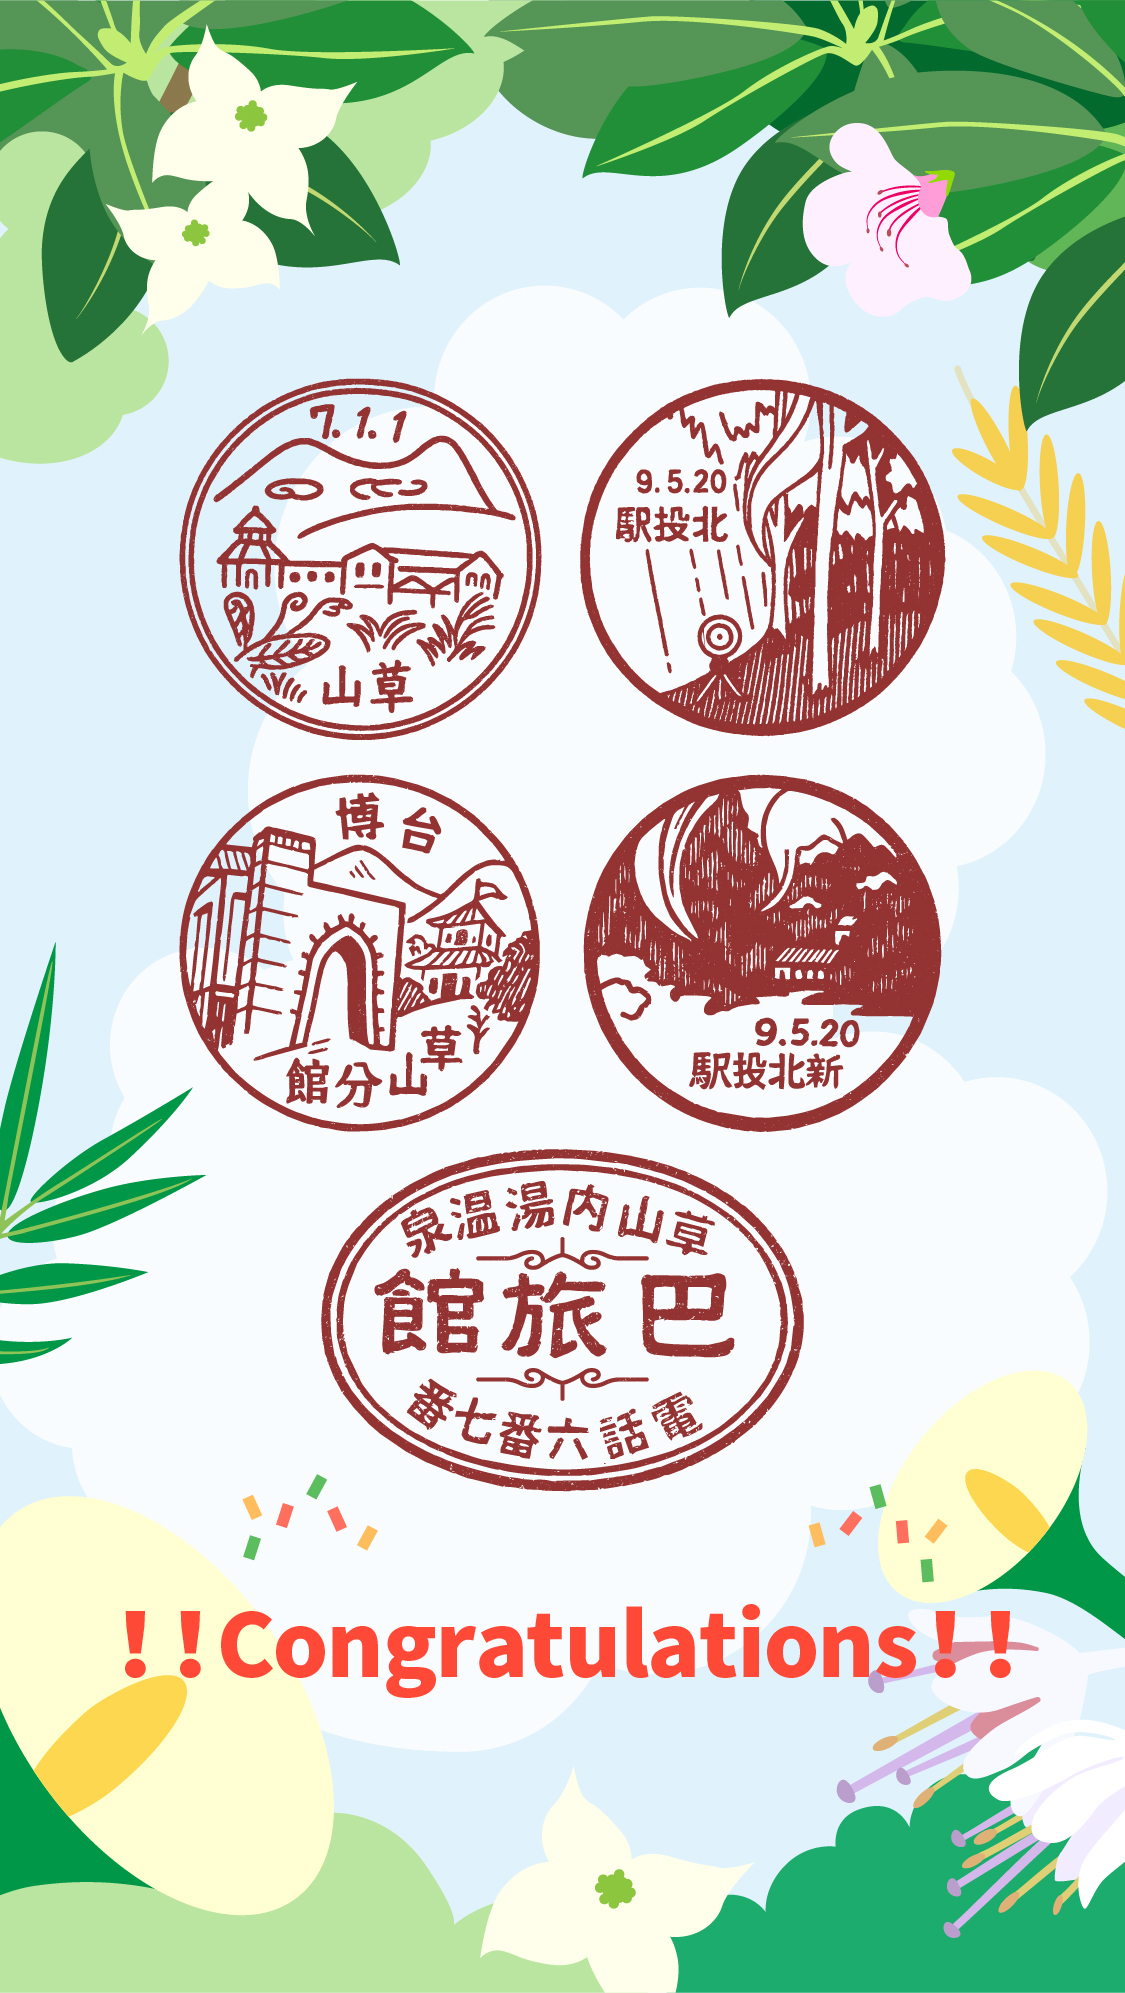 7.1.1
草山
9.5.20
北投駅
台博
草山分館
9.5.20
新北投駅
草山内湯温泉
巴旅館
電話六番七番
!!Congratulations!!